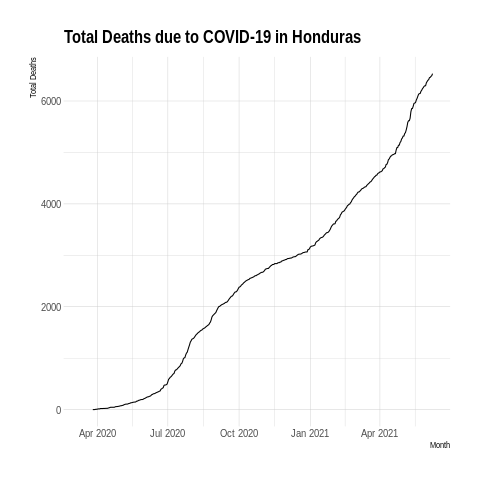 Total Deaths due to COVID-19 in Honduras
Total Deaths
6000
4000
2000
0
Apr 2020 Jul 2020 Oct 2020 Jan 2021 Apr 2021
Month